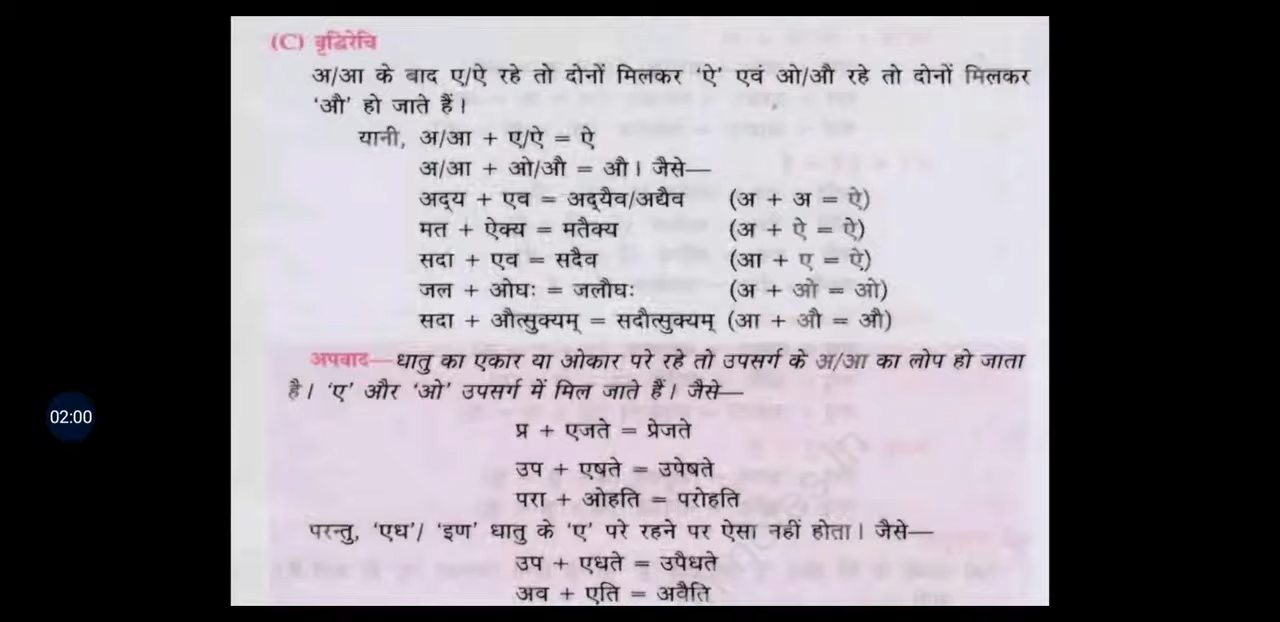 (C) वृद्धिरेचि
अ/आ के बाद ए/ऐ रहे तो दोनों मिलकर ‘ऐ’ एवं ओ/औ रहे तो दोनों मिलकर
‘औ’ हो जाते हैं।
यानी, अ/आ + ए/ऐ = ऐ
अ/आ + ओ/औ = औ। जैसे—
अद्‌य + एव = अद्‌यैव/अद्यैव (अ + अ = ऐ)
मत + ऐक्य = मतैक्य (अ + ऐ = ऐ)
सदा + एव = सदैव (आ + ए = ऐ)
जल + ओघः = जलौघः (अ + ओ = ओ)
सदा + औत्सुक्यम् = सदौत्सुक्यम् (आ + औ = औ)
अपवाद—धातु का एकार या ओकार परे रहे तो उपसर्ग के अ/आ का लोप हो जाता
है। ‘ए’ और ‘ओ’ उपसर्ग में मिल जाते हैं। जैसे—
प्र + एजते = प्रेजते
02:00
उप + एषते = उपेषते
परा + ओहति = परोहति
परन्तु, ‘एध’/ ‘इण’ धातु के ‘ए’ परे रहने पर ऐसा नहीं होता। जैसे—
उप + एधते = उपैधते
अव + एति = अवैति